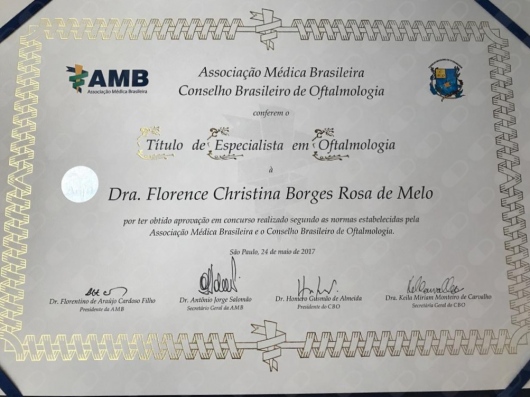 AMB
Associação Médica Brasileira
Associação Médica Brasileira
Conselho Brasileiro de Oftalmologia
conferem o
Título de Especialista em Oftalmologia
à
Dra. Florence Christina Borges Rosa de Melo
por ter obtido aprovação em concurso realizado segundo as normas estabelecidas pela
Associação Médica Brasileira e o Conselho Brasileiro de Oftalmologia.
São Paulo, 24 de maio de 2017
Dr. Florentino de Araújo Cardoso Filho
Presidente da AMB
Dr. Antônio Jorge Salomão
Secretário Geral da AMB
Dr. Homero Gusmão de Almeida
Presidente do CBO
Dra. Keila Miriam Monteiro de Carvalho
Secretária Geral do CBO